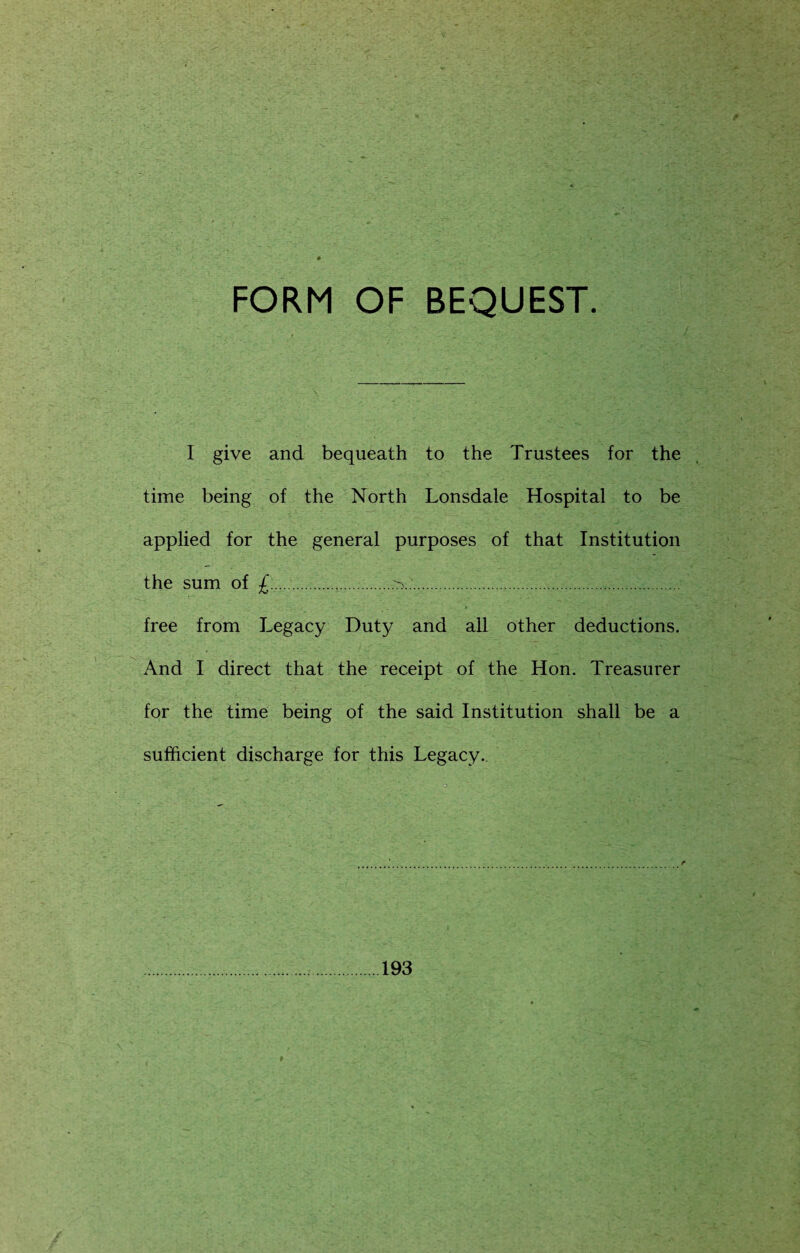 FORM OF BEQUEST.
I give and bequeath to the Trustees for the
time being of the North Lonsdale Hospital to be
applied for the general purposes of that Institution
the sum of £..............................................................
free from Legacy Duty and all other deductions.
And I direct that the receipt of the Hon. Treasurer
for the time being of the said Institution shall be a
sufficient discharge for this Legacy.
..............................................................
..............................................193